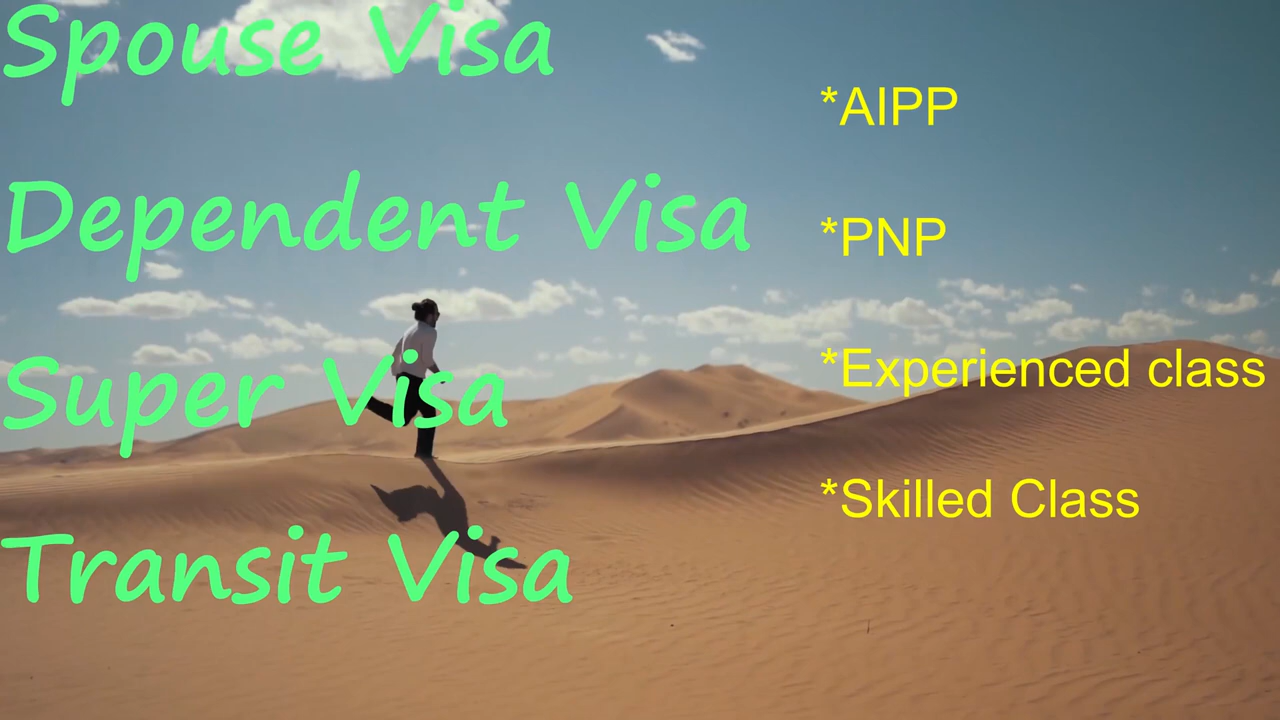 Spouse Visa
Dependent Visa
Super Visa
Transit Visa
*AIPP
*PNP
*Experienced class
*Skilled Class